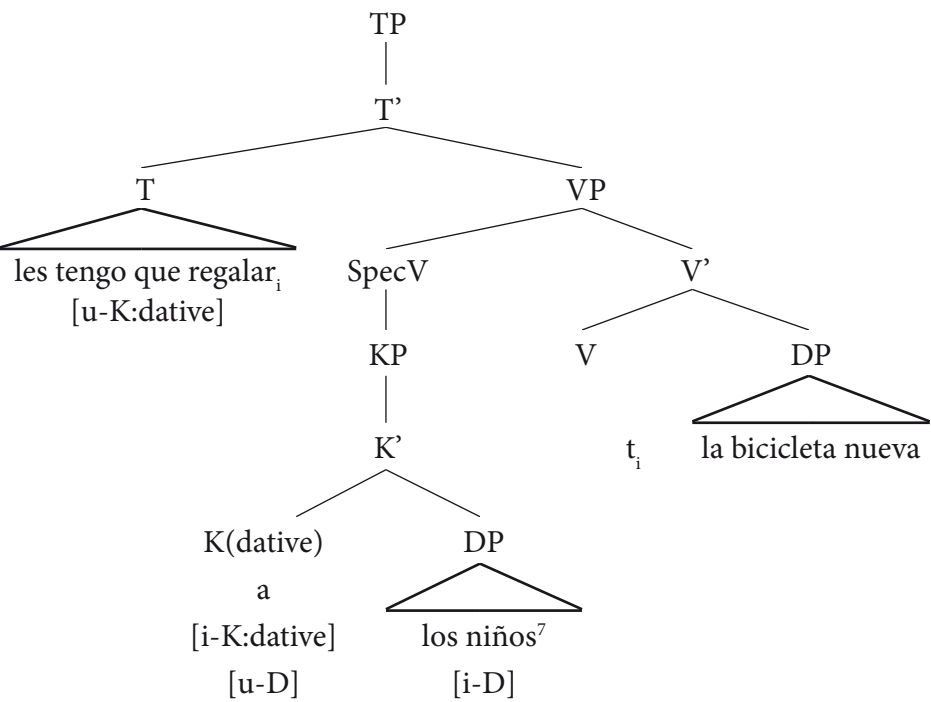 TP
T’
T VP
les tengo que regalar_i SpecV V’
[u-K:dative]
KP V DP
K’ t_i la bicicleta nueva
K(dative) DP
a
[i-K:dative] los niños⁷
[u-D] [i-D]